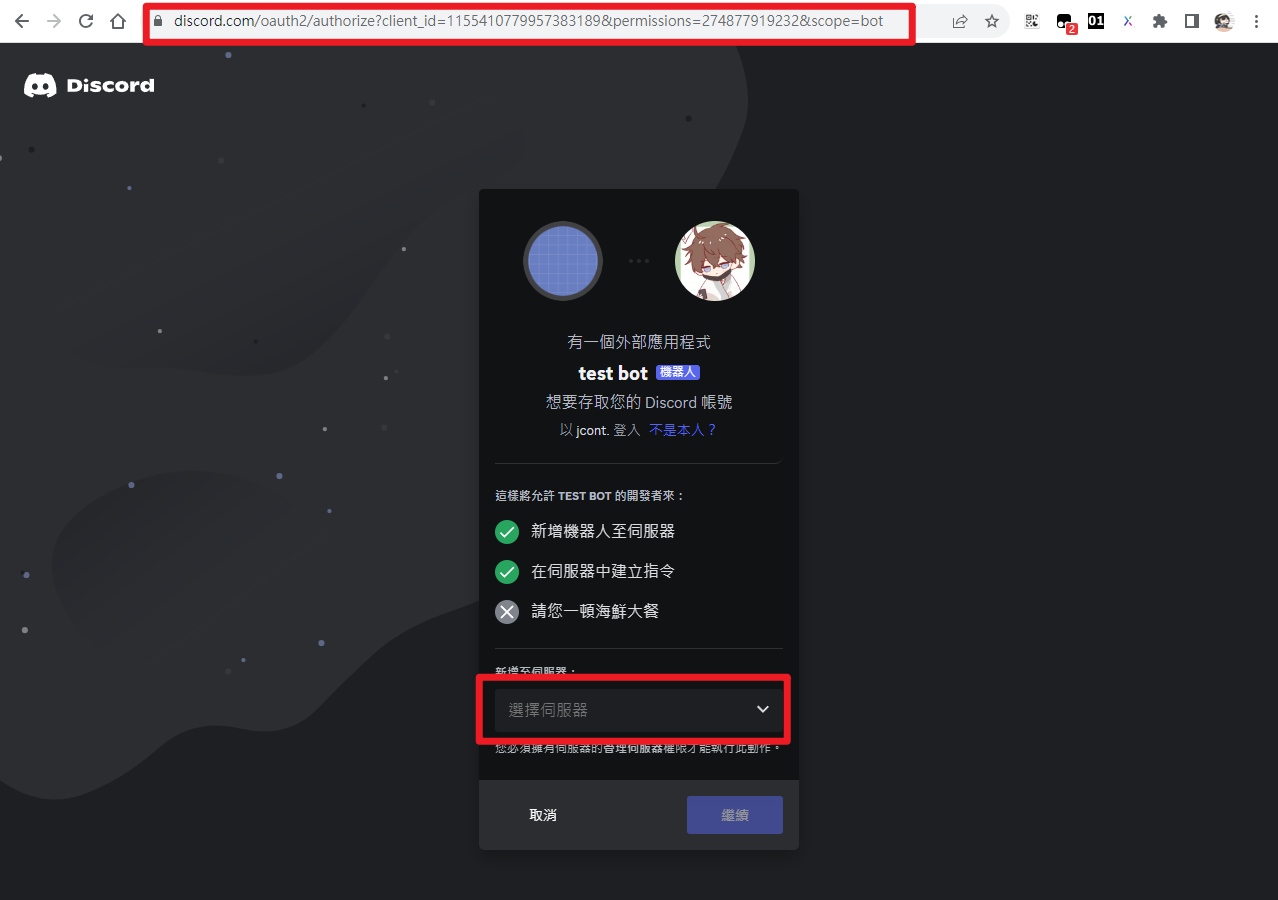 discord.com/oauth2/authorize?client_id=1155410779957383189&permissions=274877919232&scope=bot
2
01
X
Discord
有一個外部應用程式
test bot 機器人
想要存取您的 Discord 帳號
以 jcont. 登入 不是本人？
這樣將允許 TEST BOT 的開發者來：
新增機器人至伺服器
在伺服器中建立指令
請您一頓海鮮大餐
新增至伺服器：
選擇伺服器
您必須擁有伺服器的管理伺服器權限才能執行此動作。
取消
繼續